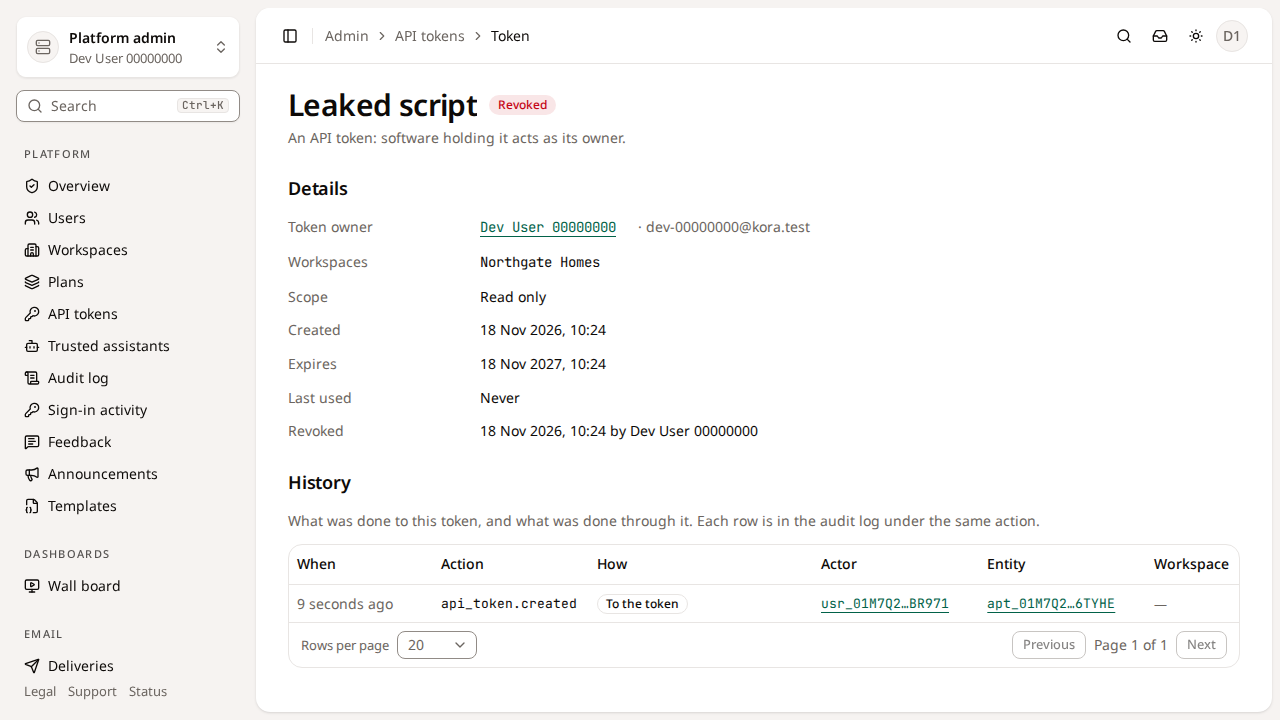 Platform admin
Dev User 00000000
Search
Ctrl+K
PLATFORM
Overview
Users
Workspaces
Plans
API tokens
Trusted assistants
Audit log
Sign-in activity
Feedback
Announcements
Templates
DASHBOARDS
Wall board
EMAIL
Deliveries
Legal Support Status
Admin API tokens Token
D1
Leaked script Revoked
An API token: software holding it acts as its owner.
Details
Token owner Dev User 00000000 · dev-00000000@kora.test
Workspaces Northgate Homes
Scope Read only
Created 18 Nov 2026, 10:24
Expires 18 Nov 2027, 10:24
Last used Never
Revoked 18 Nov 2026, 10:24 by Dev User 00000000
History
What was done to this token, and what was done through it. Each row is in the audit log under the same action.
When Action How Actor Entity Workspace
9 seconds ago api_token.created To the token usr_01M7Q2…BR971 apt_01M7Q2…6TYHE —
Rows per page 20 Previous Page 1 of 1 Next